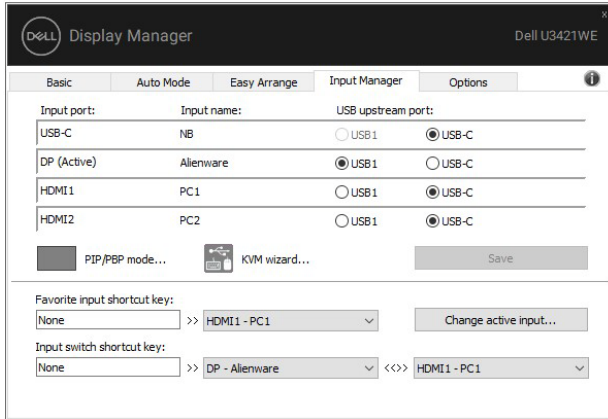 DELL Display Manager Dell U3421WE
Basic Auto Mode Easy Arrange Input Manager Options
Input port: Input name: USB upstream port:
USB-C NB USB1 USB-C
DP (Active) Alienware USB1 USB-C
HDMI1 PC1 USB1 USB-C
HDMI2 PC2 USB1 USB-C
PIP/PBP mode... KVM wizard... Save
Favorite input shortcut key:
None >> HDMI1 - PC1 Change active input...
Input switch shortcut key:
None >> DP - Alienware <<>> HDMI1 - PC1